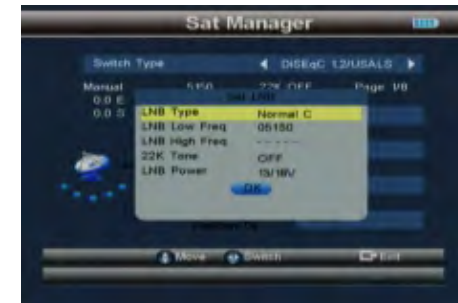 Sat Manager
Switch Type ◀ DiSEqC 1.2/USALS ▶
Manual 5150 22K OFF Page 1/8
0.0 E
0.0 S
LNB Type Normal C
LNB Low Freq 05150
LNB High Freq -----
22K Tone OFF
LNB Power 13/18V
OK
Move Switch Exit